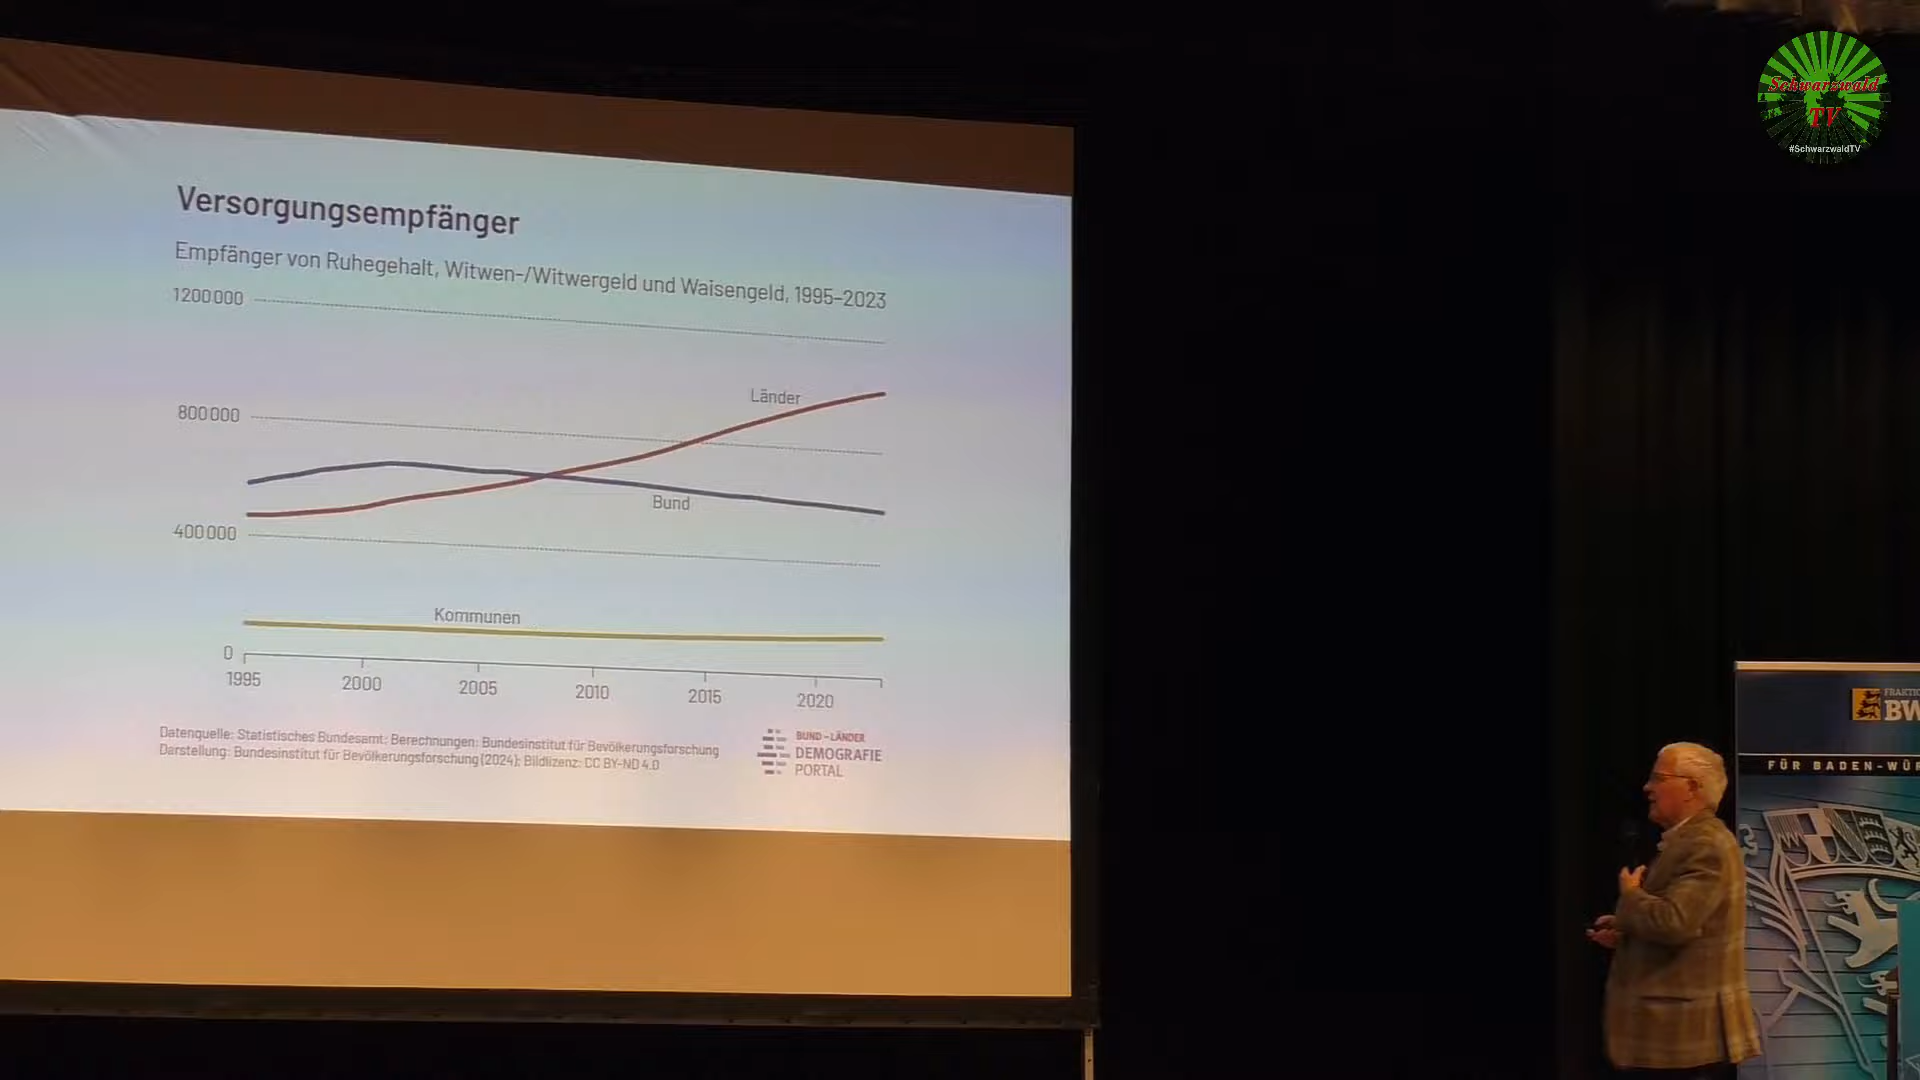 Schwarzwald
TV
#SchwarzwaldTV
Versorgungsempfänger
Empfänger von Ruhegehalt, Witwen-/Witwergeld und Waisengeld, 1995–2023
1200000
Länder
800000
Bund
400000
Kommunen
0
1995 2000 2005 2010 2015 2020
Datenquelle: Statistisches Bundesamt; Berechnungen: Bundesinstitut für Bevölkerungsforschung
Darstellung: Bundesinstitut für Bevölkerungsforschung (2024); Bildlizenz: CC BY-ND 4.0
BUND-LÄNDER
DEMOGRAFIE
PORTAL
BW
FÜR BADEN-WÜR